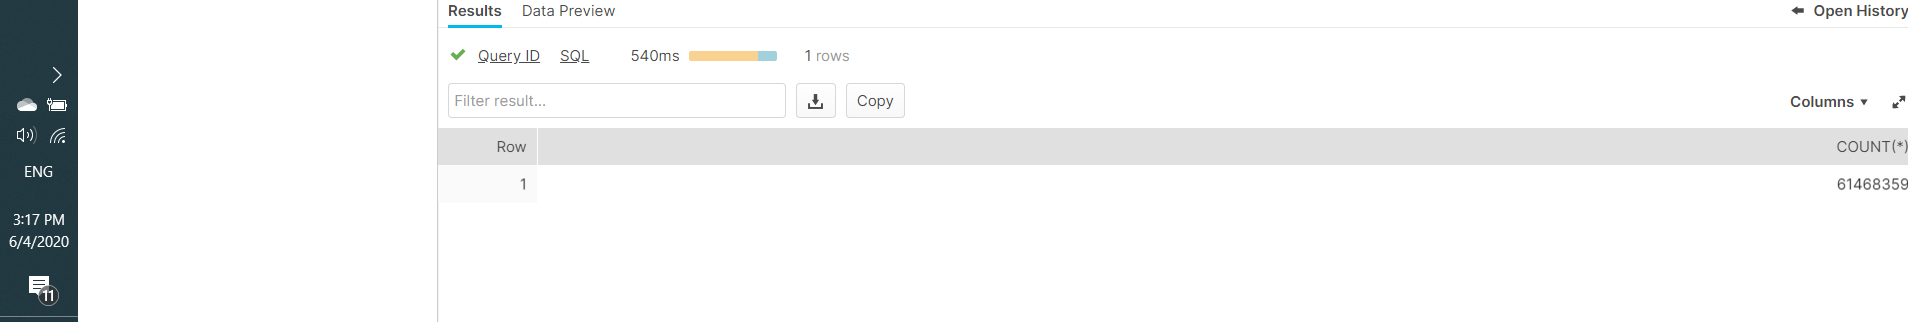 Results Data Preview Open History
Query ID SQL 540ms 1 rows
Filter result... Copy Columns
Row COUNT(*)
1 61468359
ENG
3:17 PM
6/4/2020
11